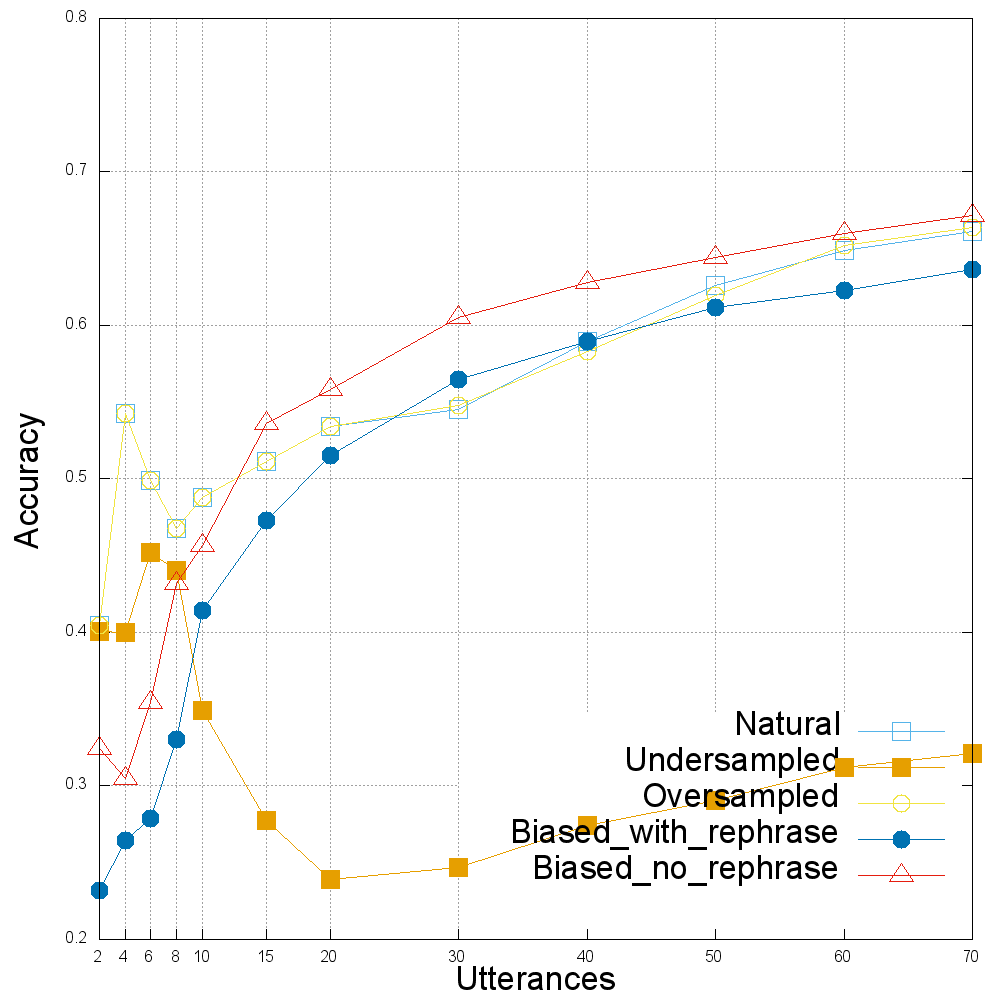 0.8
0.7
0.6
0.5
0.4
0.3
0.2
Accuracy
Natural
Undersampled
Oversampled
Biased_with_rephrase
Biased_no_rephrase
2 4 6 8 10 15 20 30 40 50 60 70
Utterances